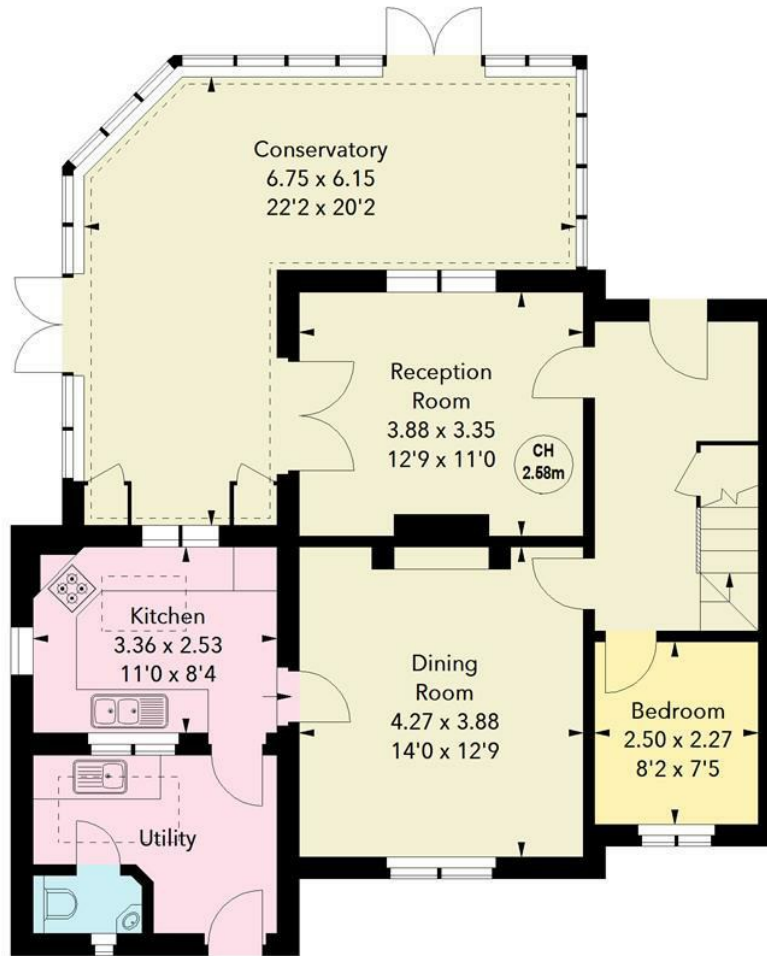 Conservatory
6.75 x 6.15
22'2 x 20'2
Reception
Room
3.88 x 3.35
12'9 x 11'0
CH
2.58m
Kitchen
3.36 x 2.53
11'0 x 8'4
Dining
Room
4.27 x 3.88
14'0 x 12'9
Bedroom
2.50 x 2.27
8'2 x 7'5
Utility